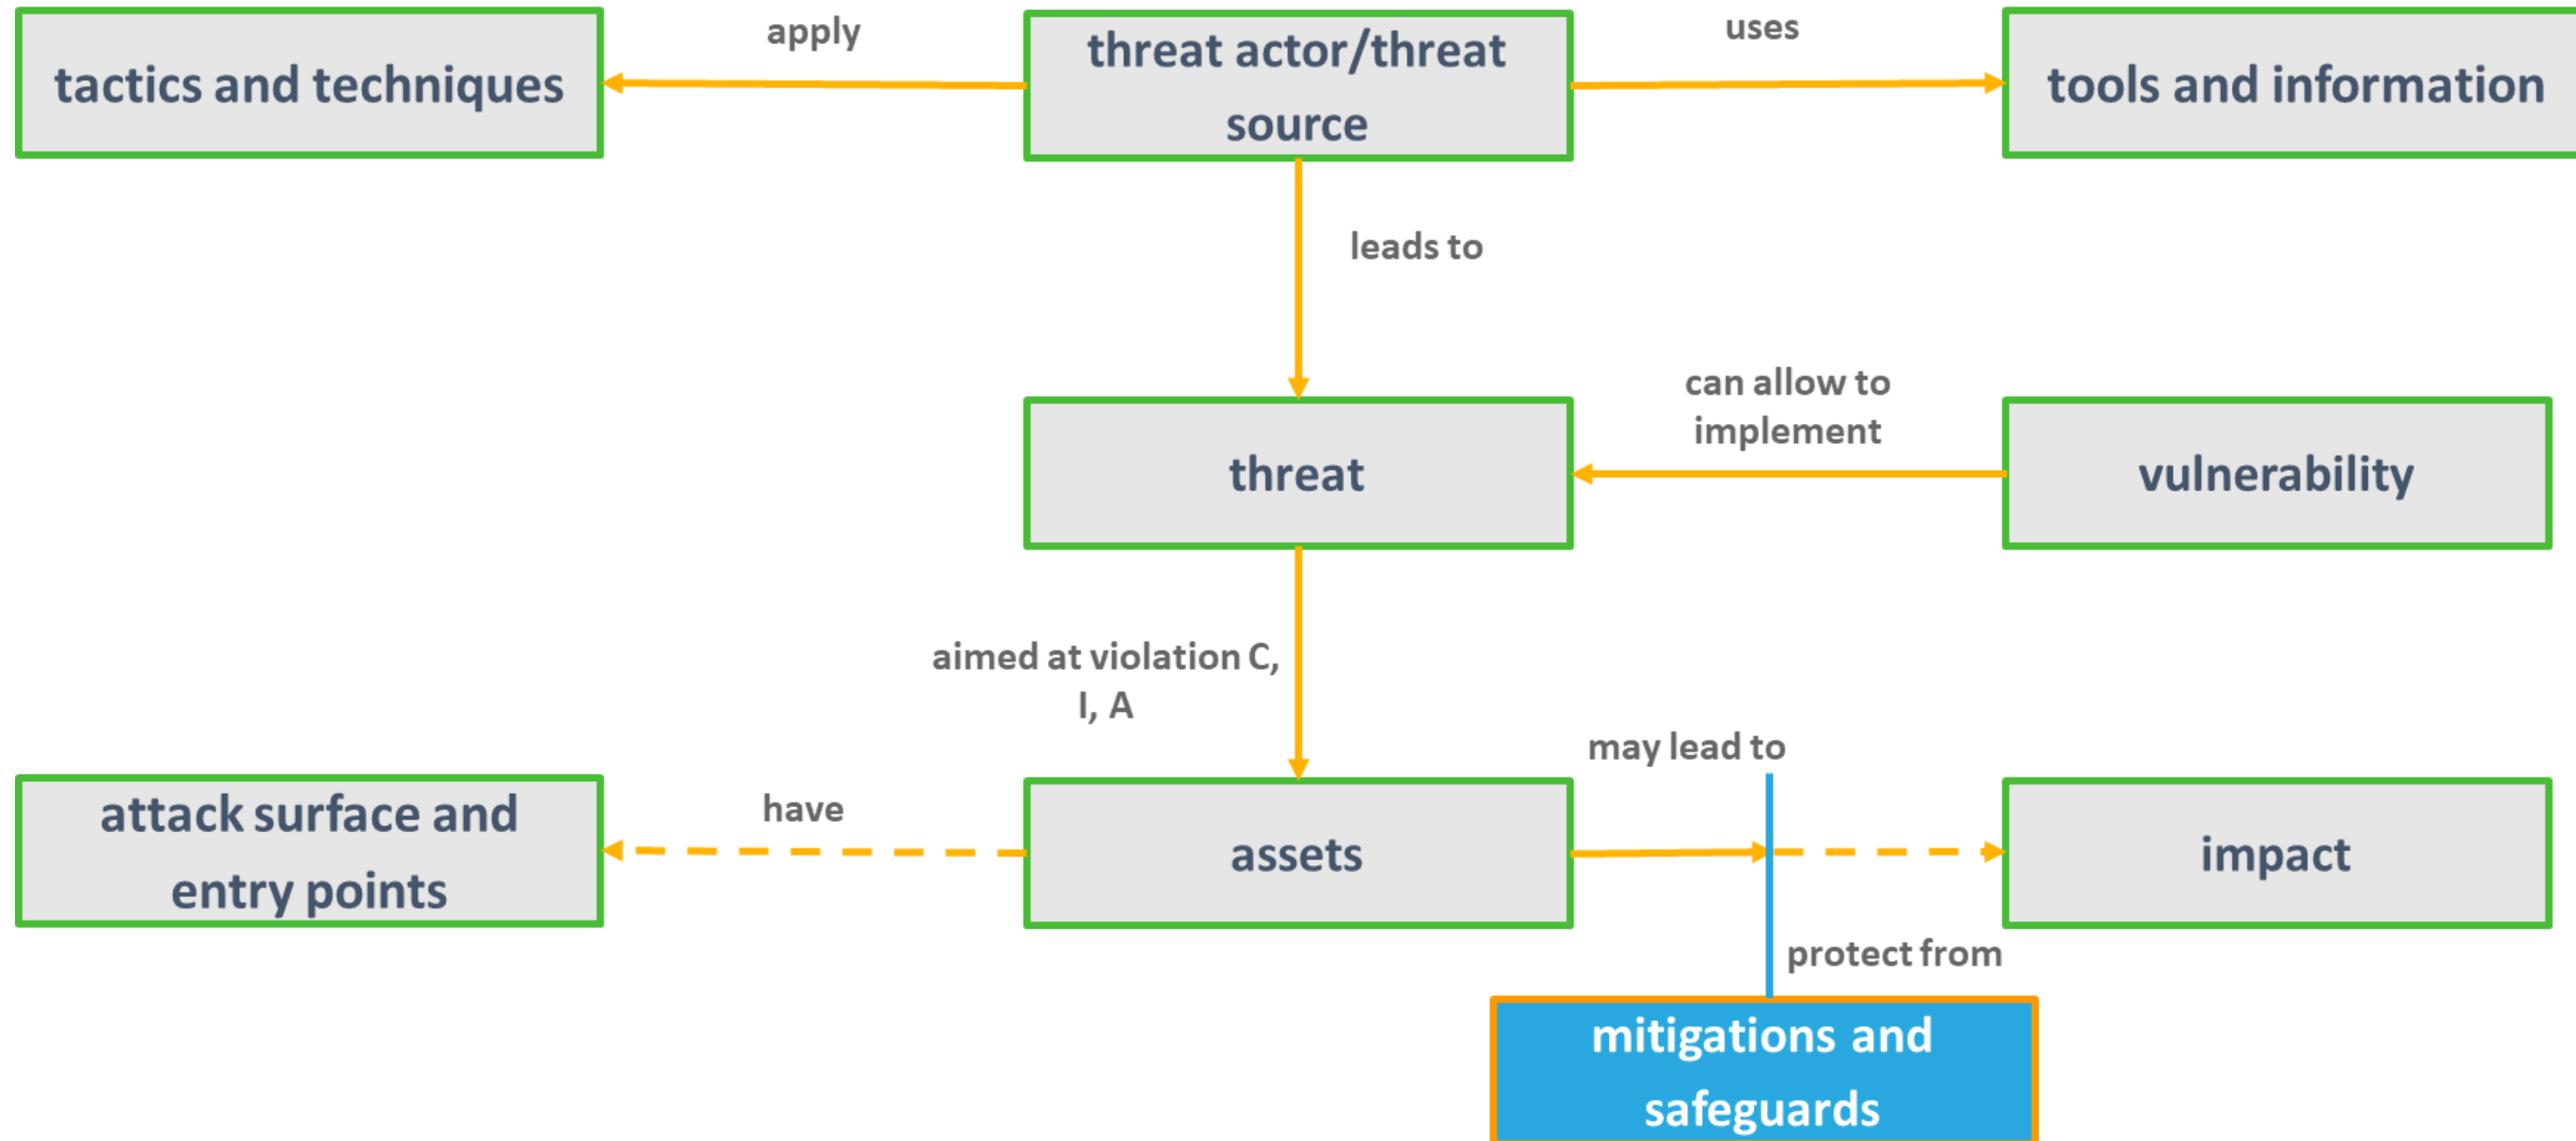 apply
uses
tactics and techniques
threat actor/threat
source
tools and information
leads to
can allow to
implement
threat
vulnerability
aimed at violation C,
I, A
may lead to
attack surface and
entry points
have
assets
impact
protect from
mitigations and
safeguards